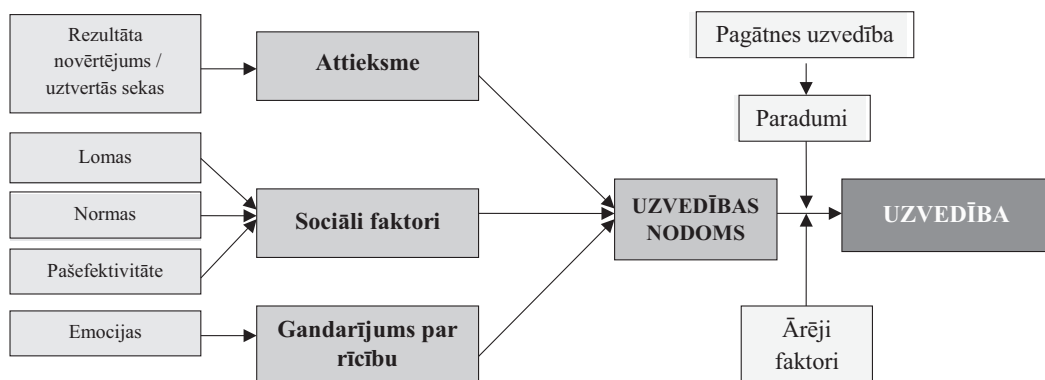 Rezultāta
novērtējums /
uztvertās sekas
Attieksme
Pagātnes uzvedība
Paradumi
Lomas
Normas
Pašefektivitāte
Sociāli faktori
UZVEDĪBAS
NODOMS
UZVEDĪBA
Emocijas
Gandarījums par
rīcību
Ārēji
faktori